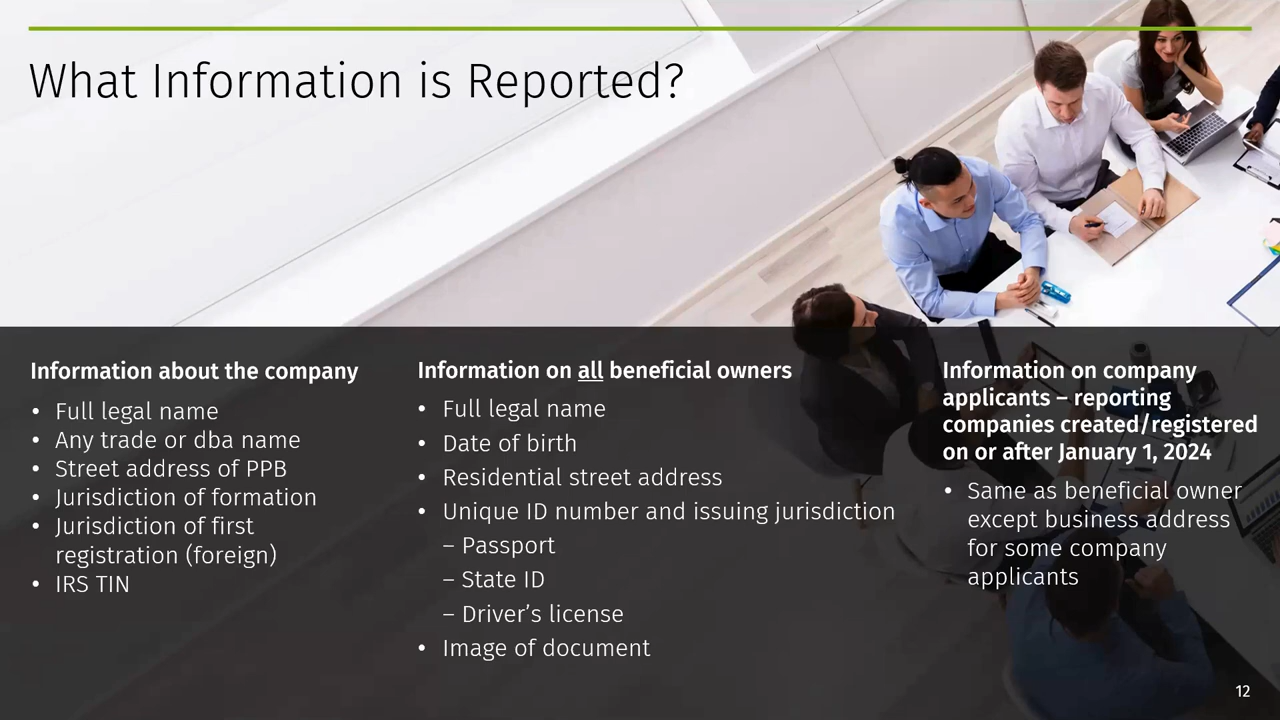 What Information is Reported?
Information about the company
• Full legal name
• Any trade or dba name
• Street address of PPB
• Jurisdiction of formation
• Jurisdiction of first
registration (foreign)
• IRS TIN
Information on all beneficial owners
• Full legal name
• Date of birth
• Residential street address
• Unique ID number and issuing jurisdiction
– Passport
– State ID
– Driver’s license
• Image of document
Information on company
applicants – reporting
companies created/registered
on or after January 1, 2024
• Same as beneficial owner
except business address
for some company
applicants
12